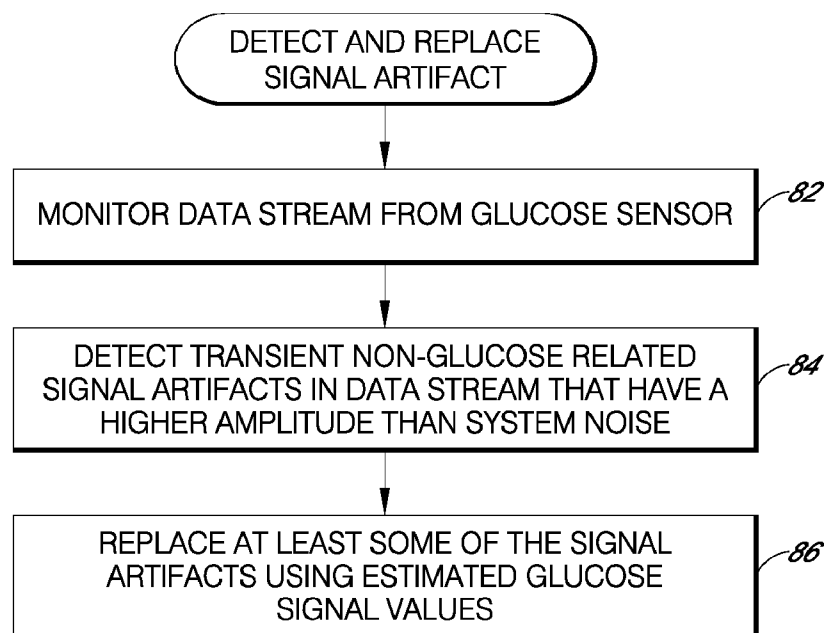 DETECT AND REPLACE
SIGNAL ARTIFACT
MONITOR DATA STREAM FROM GLUCOSE SENSOR
82
DETECT TRANSIENT NON-GLUCOSE RELATED
SIGNAL ARTIFACTS IN DATA STREAM THAT HAVE A
HIGHER AMPLITUDE THAN SYSTEM NOISE
84
REPLACE AT LEAST SOME OF THE SIGNAL
ARTIFACTS USING ESTIMATED GLUCOSE
SIGNAL VALUES
86